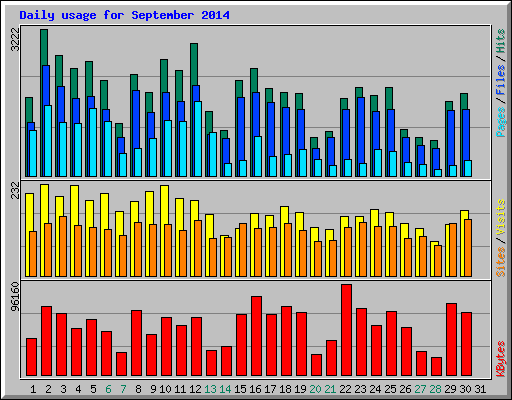 Daily usage for September 2014
3222
Pages / Files / Hits
232
Sites / Visits
96160
KBytes
1 2 3 4 5 6 7 8 9 10 11 12 13 14 15 16 17 18 19 20 21 22 23 24 25 26 27 28 29 30 31